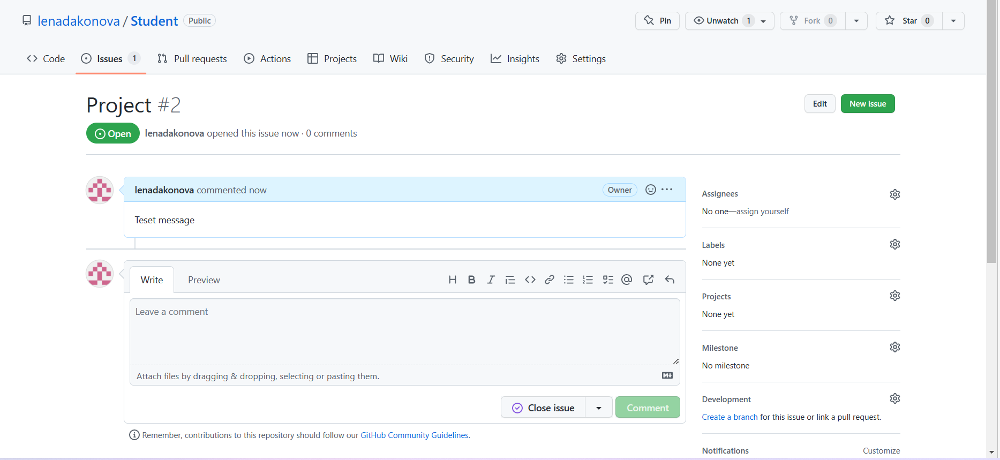 lenadakonova / Student Public Pin Unwatch 1 Fork 0 Star 0
Code Issues 1 Pull requests Actions Projects Wiki Security Insights Settings
Project #2 Edit New issue
Open lenadakonova opened this issue now · 0 comments
lenadakonova commented now Owner
Teset message
Write Preview
Leave a comment
Attach files by dragging & dropping, selecting or pasting them.
Close issue Comment
Remember, contributions to this repository should follow our GitHub Community Guidelines.
Assignees
No one—assign yourself
Labels
None yet
Projects
None yet
Milestone
No milestone
Development
Create a branch for this issue or link a pull request.
Notifications Customize